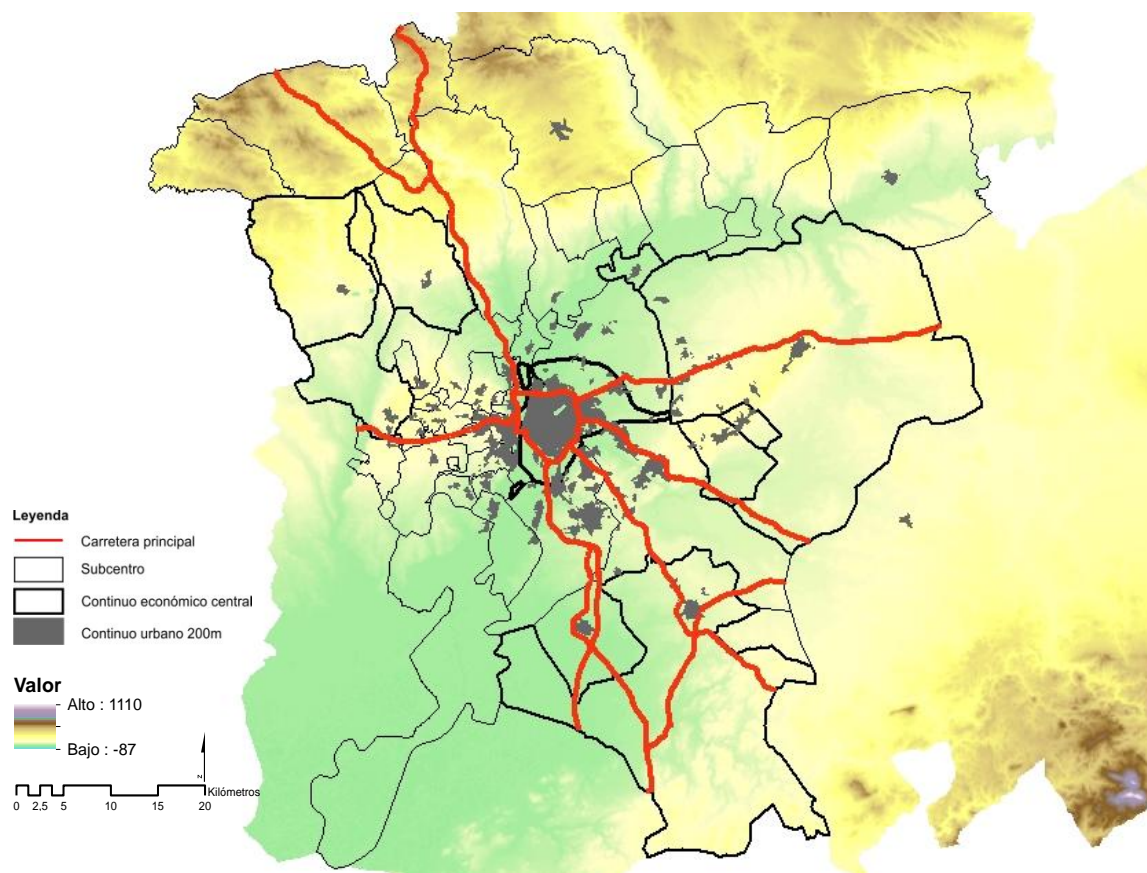 Leyenda
Carretera principal
Subcentro
Continuo económico central
Continuo urbano 200m
Valor
Alto : 1110
Bajo : -87
z
Kilómetros
0 2,5 5 10 15 20